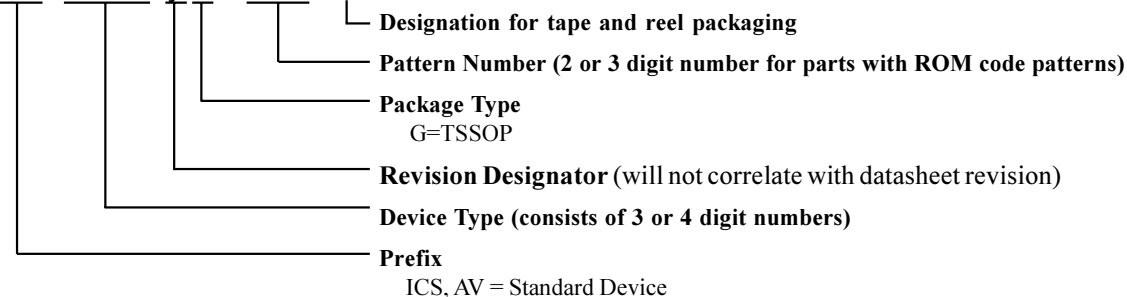 Designation for tape and reel packaging
Pattern Number (2 or 3 digit number for parts with ROM code patterns)
Package Type
G=TSSOP
Revision Designator (will not correlate with datasheet revision)
Device Type (consists of 3 or 4 digit numbers)
Prefix
ICS, AV = Standard Device